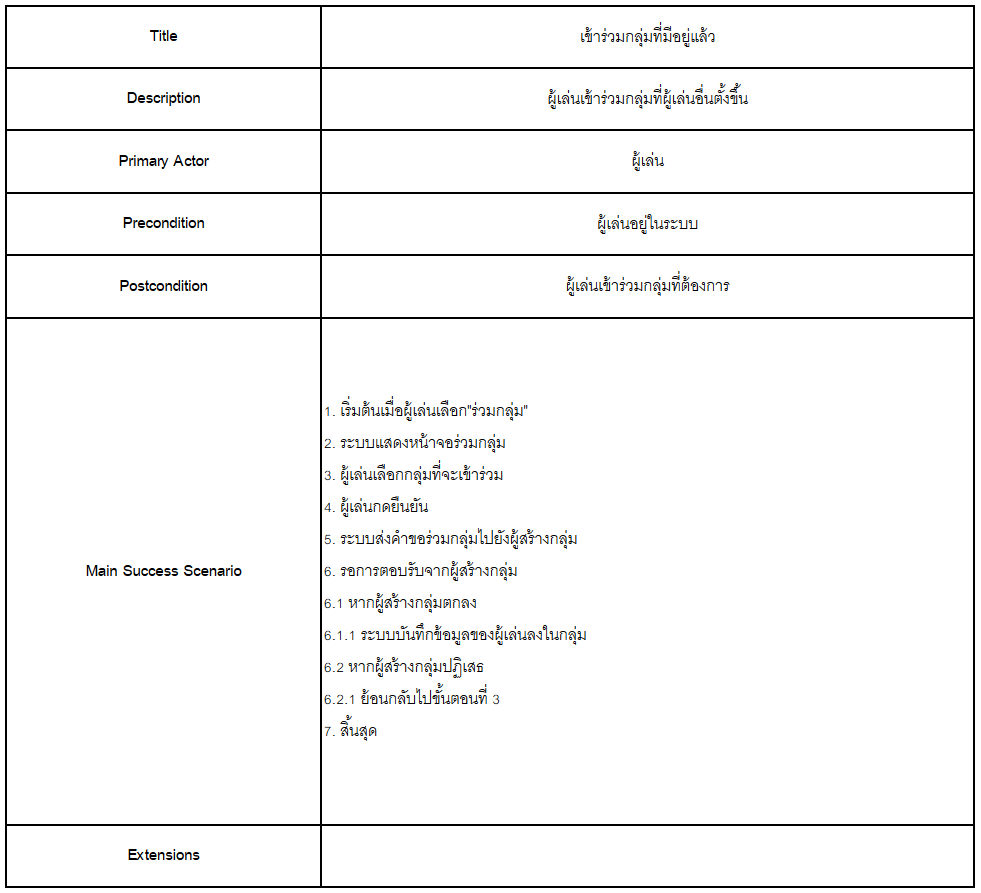 Title
เข้าร่วมกลุ่มที่มีอยู่แล้ว
Description
ผู้เล่นเข้าร่วมกลุ่มที่ผู้เล่นอื่นตั้งขึ้น
Primary Actor
ผู้เล่น
Precondition
ผู้เล่นอยู่ในระบบ
Postcondition
ผู้เล่นเข้าร่วมกลุ่มที่ต้องการ
Main Success Scenario
1. เริ่มต้นเมื่อผู้เล่นเลือก"ร่วมกลุ่ม"
2. ระบบแสดงหน้าจอร่วมกลุ่ม
3. ผู้เล่นเลือกกลุ่มที่จะเข้าร่วม
4. ผู้เล่นกดยืนยัน
5. ระบบส่งคำขอร่วมกลุ่มไปยังผู้สร้างกลุ่ม
6. รอการตอบรับจากผู้สร้างกลุ่ม
6.1 หากผู้สร้างกลุ่มตกลง
6.1.1 ระบบบันทึกข้อมูลของผู้เล่นลงในกลุ่ม
6.2 หากผู้สร้างกลุ่มปฏิเสธ
6.2.1 ย้อนกลับไปขั้นตอนที่ 3
7. สิ้นสุด
Extensions